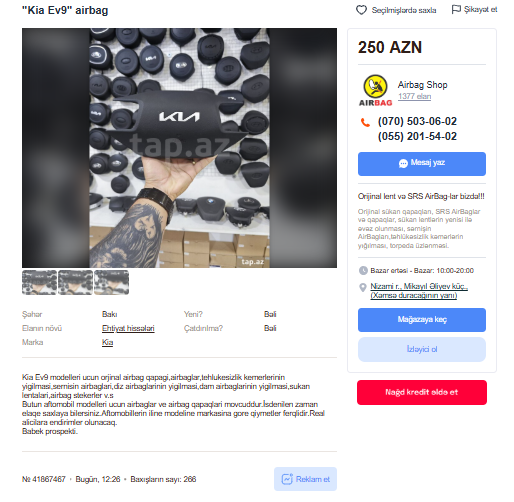 "Kia Ev9" airbag
Seçilmişlərdə saxla
Şikayət et
KIA
tap.az
tap.az
250 AZN
AIRBAG
Airbag Shop
1377 elan
(070) 503-06-02
(055) 201-54-02
Mesaj yaz
Orijinal lent və SRS AirBag-lar bizdə!!!
Orijinal sükan qapaqları, SRS AirBaglar
və qapaqlar, sükan lentlərin yenisi ilə
əvəz olunması, səmişin
AirBagları,təhlükəsizlik kəmərlərin
yığılması, torpeda üzlənməsi.
Bazar ertəsi - Bazar: 10:00-20:00
Nizami r., Mikayıl Əliyev küç.,
(Xəmsə duracağının yanı)
Mağazaya keç
İzləyici ol
Nağd kredit əldə et
Şəhər Bakı Yeni? Bəli
Elanın növü Ehtiyat hissələri Çatdırılma? Bəli
Marka Kia
Kia Ev9 modelleri ucun orjinal airbag qapagi,airbaglar,tehlukesizlik kemerlerinin
yigilmasi,semisin airbaglari,diz airbaglarinin yigilmasi,dam airbaglarinin yigilmasi,sukan
lentalari,airbag stekerler v.s
Butun aftomobil modelleri ucun airbaglar ve airbag qapaqlari movcuddur.İsdenilen zaman
elaqe saxlaya bilersiniz.Aftomobillerin iline modeline markasina gore qiymetler ferqlidir.Real
alicilara endirimler olunacaq.
Babek prospekti.
№ 41867467 • Bugün, 12:26 • Baxışların sayı: 266
Reklam et